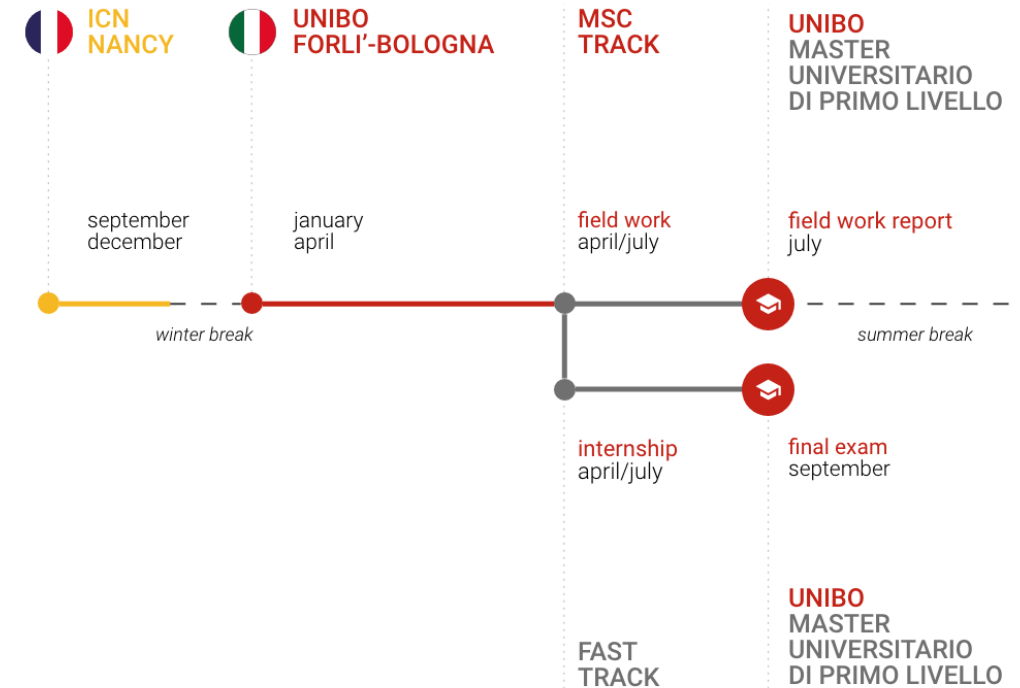 ICN
NANCY
UNIBO
FORLI'-BOLOGNA
MSC
TRACK
UNIBO
MASTER
UNIVERSITARIO
DI PRIMO LIVELLO
september
december
january
april
field work
april/july
field work report
july
winter break
summer break
internship
april/july
final exam
september
FAST
TRACK
UNIBO
MASTER
UNIVERSITARIO
DI PRIMO LIVELLO